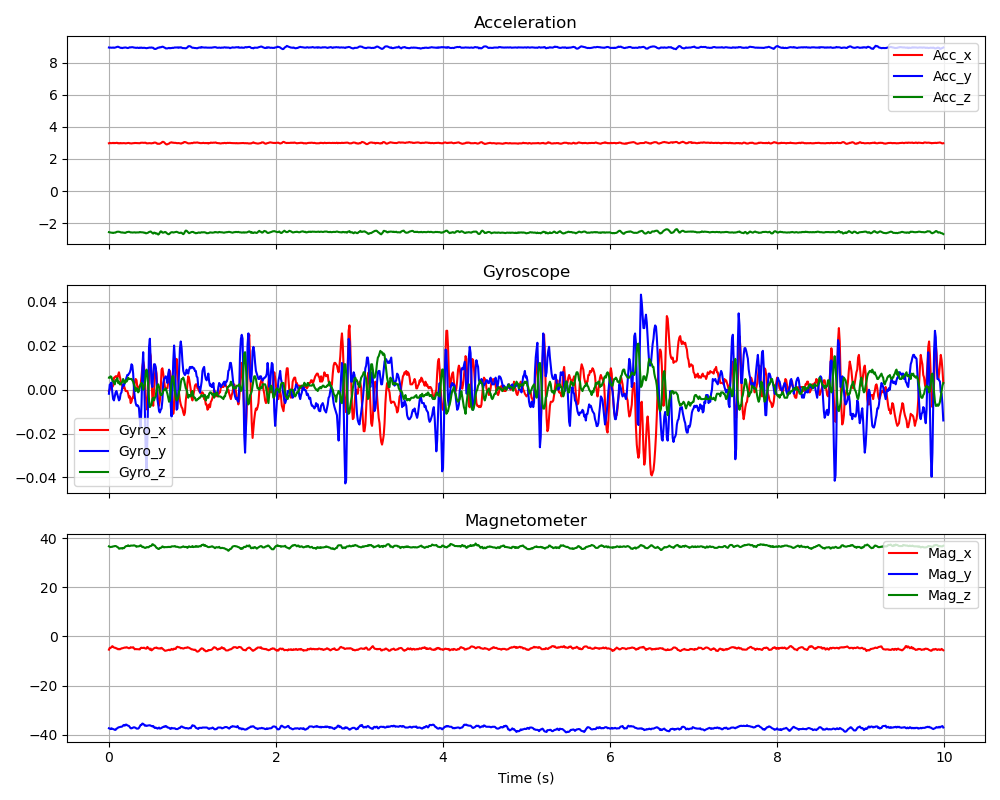 Acceleration
8
6
4
2
0
−2
Acc_x
Acc_y
Acc_z
Gyroscope
0.04
0.02
0.00
−0.02
−0.04
Gyro_x
Gyro_y
Gyro_z
Magnetometer
40
20
0
−20
−40
Mag_x
Mag_y
Mag_z
0 2 4 6 8 10
Time (s)